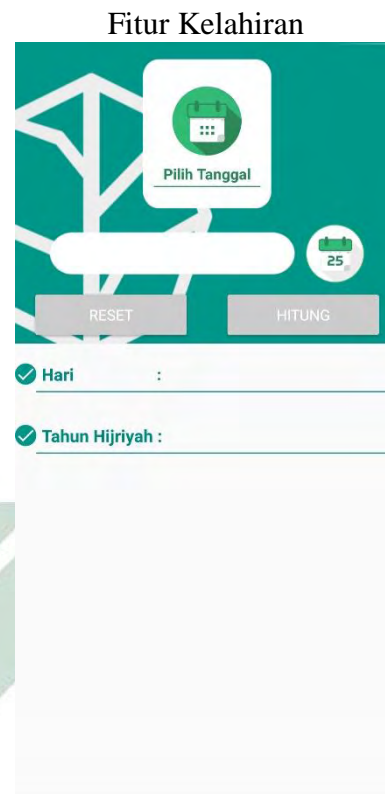 Fitur Kelahiran
Pilih Tanggal
25
RESET HITUNG
Hari :
Tahun Hijriyah :